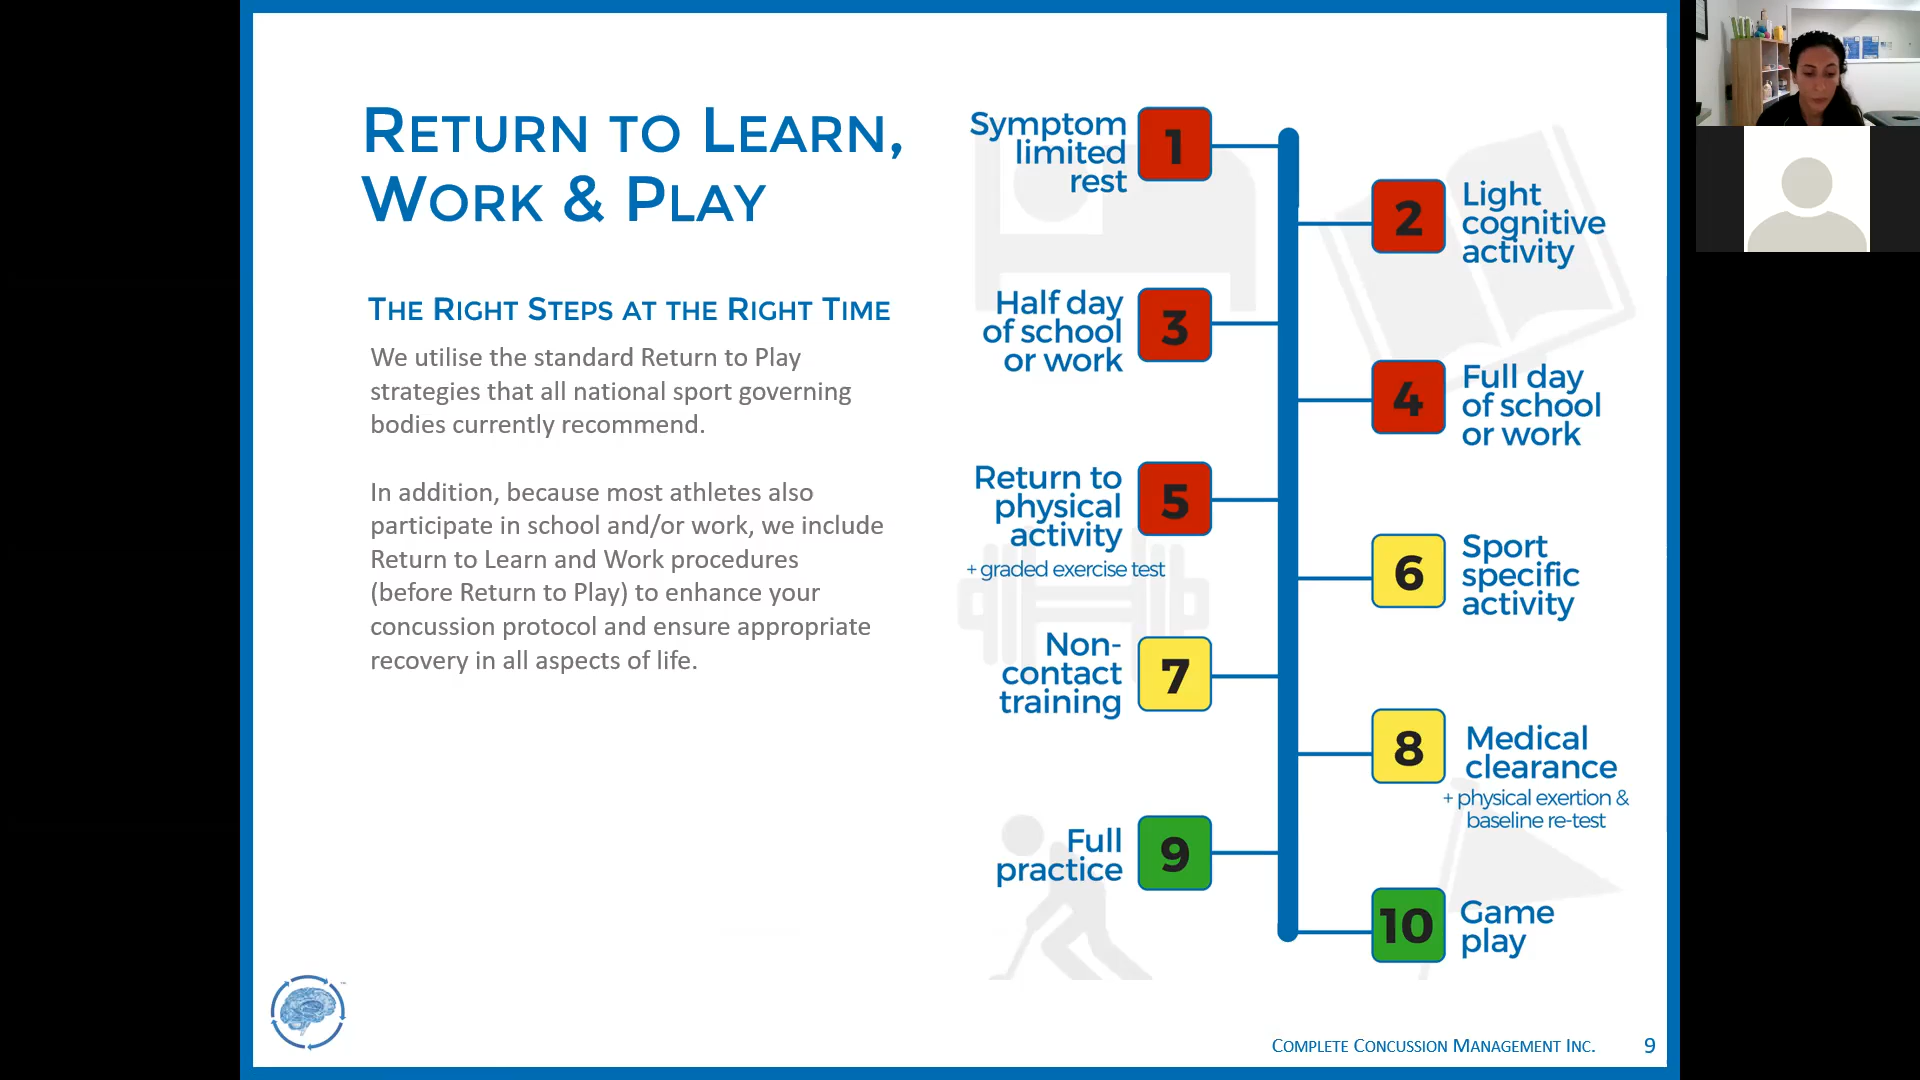 RETURN TO LEARN,
WORK & PLAY
THE RIGHT STEPS AT THE RIGHT TIME
We utilise the standard Return to Play
strategies that all national sport governing
bodies currently recommend.
In addition, because most athletes also
participate in school and/or work, we include
Return to Learn and Work procedures
(before Return to Play) to enhance your
concussion protocol and ensure appropriate
recovery in all aspects of life.
Symptom
limited
rest
1
2
Light
cognitive
activity
Half day
of school
or work
3
4
Full day
of school
or work
Return to
physical
activity
+ graded exercise test
5
6
Sport
specific
activity
Non-
contact
training
7
8
Medical
clearance
+ physical exertion &
baseline re-test
Full
practice
9
10
Game
play
COMPLETE CONCUSSION MANAGEMENT INC.
9